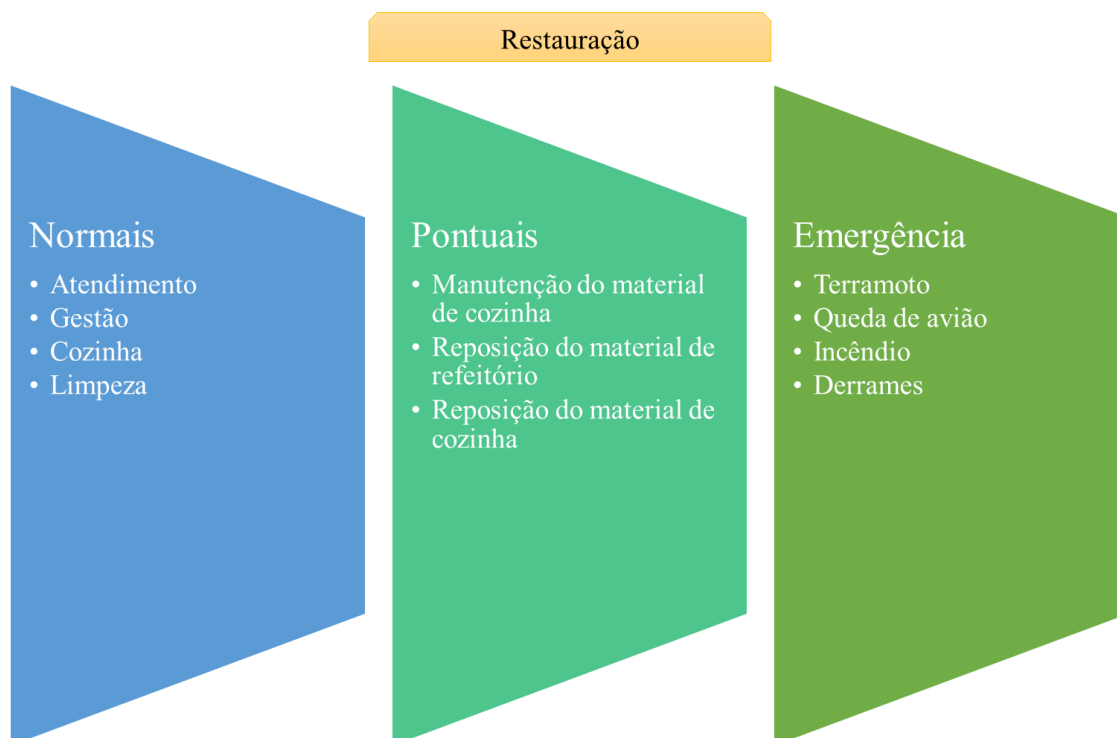 Restauração
Normais
• Atendimento
• Gestão
• Cozinha
• Limpeza
Pontuais
• Manutenção do material
de cozinha
• Reposição do material de
refeitório
• Reposição do material de
cozinha
Emergência
• Terramoto
• Queda de avião
• Incêndio
• Derrames